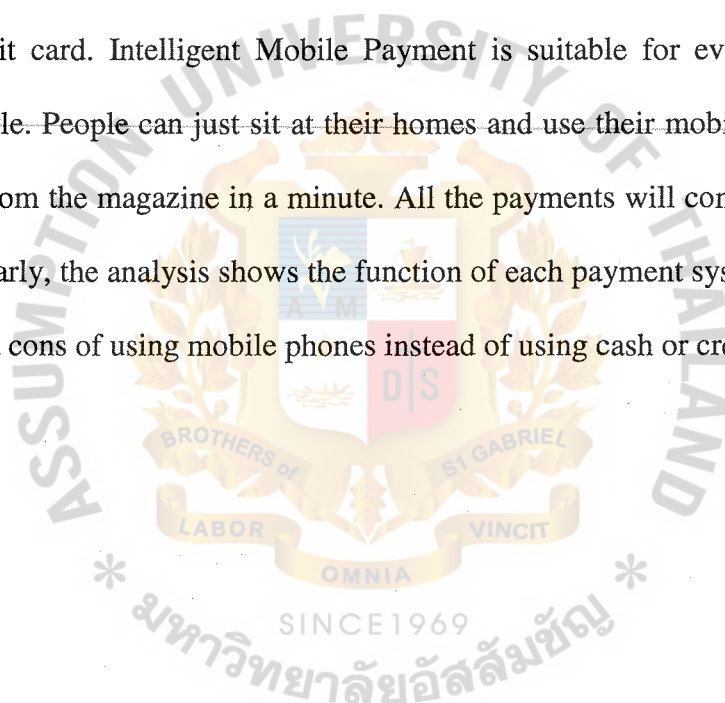 it card. Intelligent Mobile Payment is suitable for ev
le. People can just sit at their homes and use their mobi
om the magazine in a minute. All the payments will con
arly, the analysis shows the function of each payment sys
cons of using mobile phones instead of using cash or cre
ASSUMPTION UNIVERSITY OF THAILAND
A M
D S
BROTHERS of ST GABRIEL
LABOR VINCIT
OMNIA
SINCE1969
มหาวิทยาลัยอัสสัมชัญ